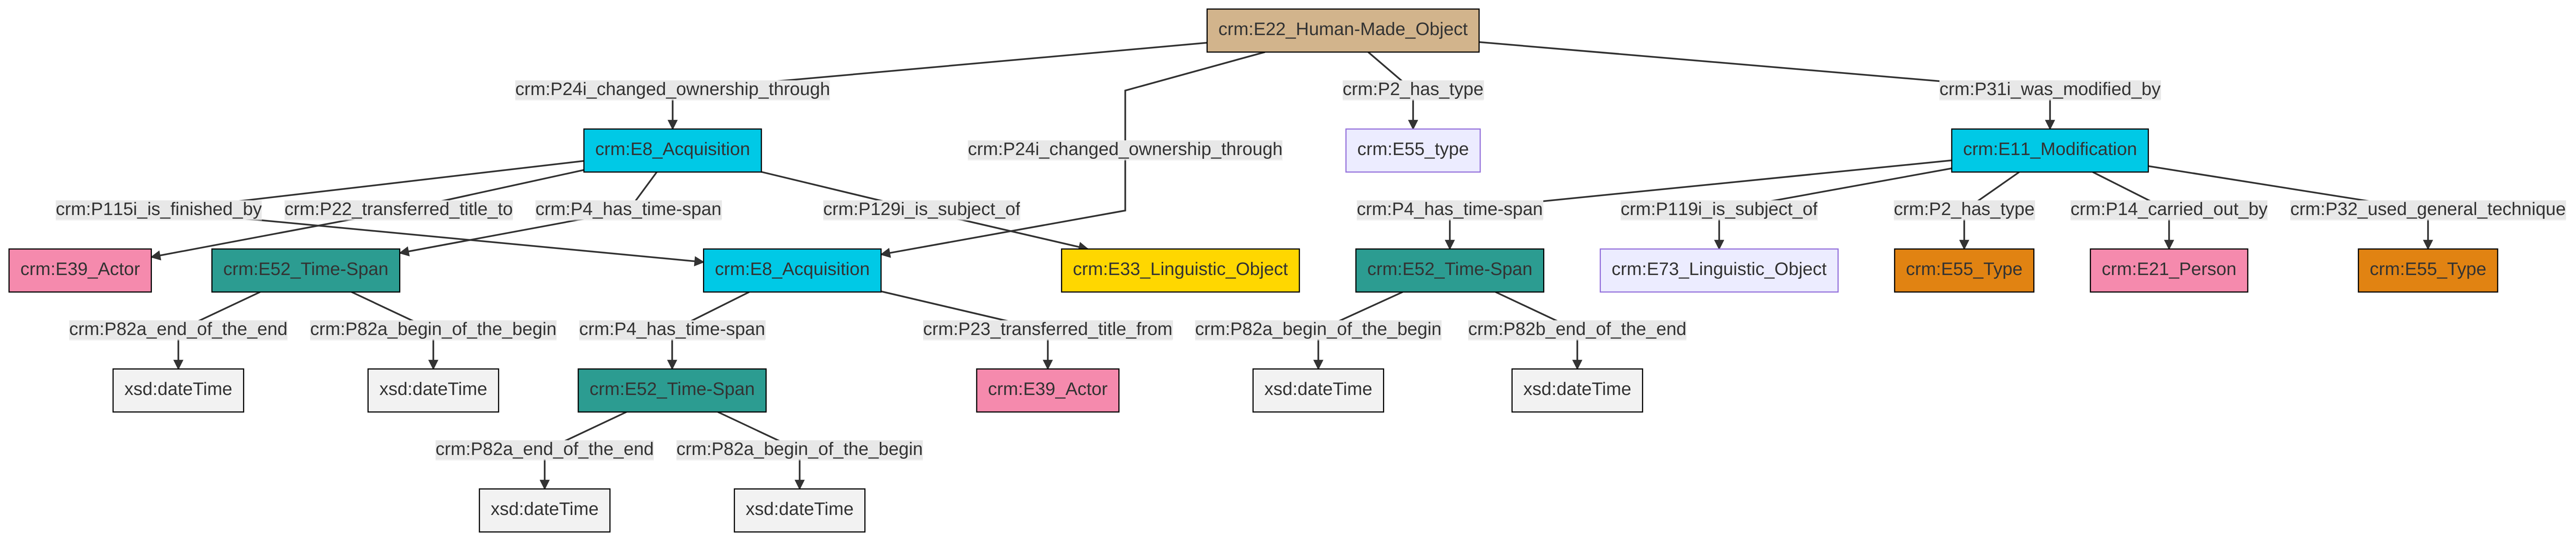 crm:E22_Human-Made_Object
crm:P24i_changed_ownership_through
crm:P2_has_type
crm:P31i_was_modified_by
crm:E8_Acquisition
crm:P24i_changed_ownership_through
crm:E55_type
crm:E11_Modification
crm:P115i_is_finished_by
crm:P22_transferred_title_to
crm:P4_has_time-span
crm:P129i_is_subject_of
crm:P4_has_time-span
crm:P119i_is_subject_of
crm:P2_has_type
crm:P14_carried_out_by
crm:P32_used_general_technique
crm:E39_Actor
crm:E52_Time-Span
crm:E8_Acquisition
crm:E33_Linguistic_Object
crm:E52_Time-Span
crm:E73_Linguistic_Object
crm:E55_Type
crm:E21_Person
crm:E55_Type
crm:P82a_end_of_the_end
crm:P82a_begin_of_the_begin
crm:P4_has_time-span
crm:P23_transferred_title_from
crm:P82a_begin_of_the_begin
crm:P82b_end_of_the_end
xsd:dateTime
xsd:dateTime
crm:E52_Time-Span
crm:E39_Actor
xsd:dateTime
xsd:dateTime
crm:P82a_end_of_the_end
crm:P82a_begin_of_the_begin
xsd:dateTime
xsd:dateTime